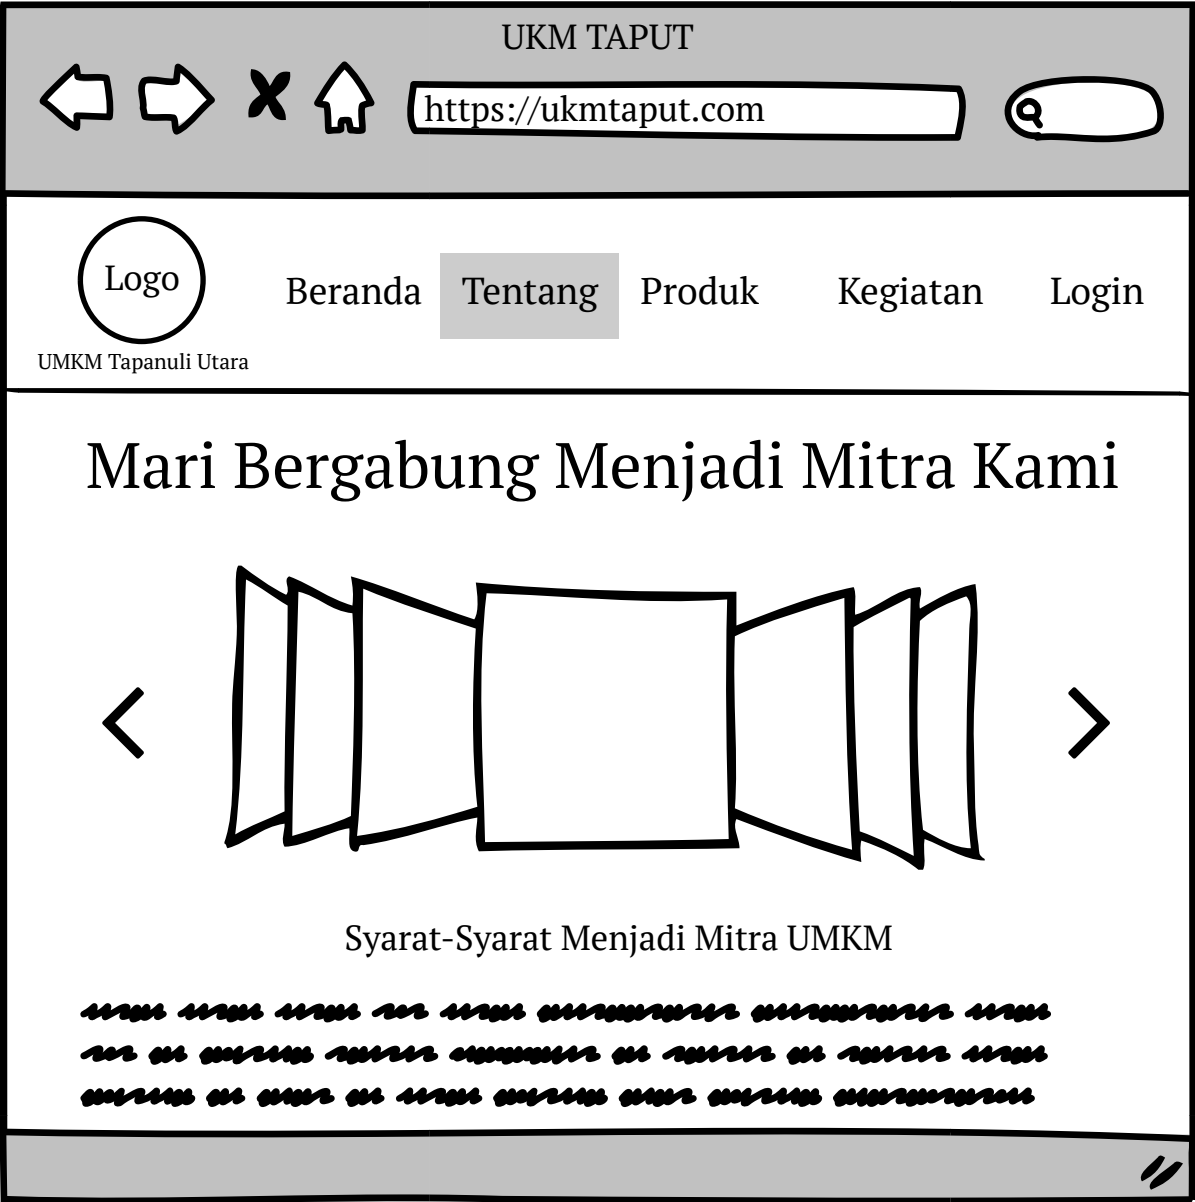 UKM TAPUT
https://ukmtaput.com
Logo
UMKM Tapanuli Utara
Beranda Tentang Produk Kegiatan Login
Mari Bergabung Menjadi Mitra Kami
Syarat-Syarat Menjadi Mitra UMKM